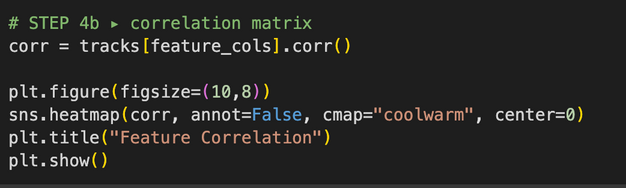 # STEP 4b ▸ correlation matrix
corr = tracks[feature_cols].corr()
plt.figure(figsize=(10,8))
sns.heatmap(corr, annot=False, cmap="coolwarm", center=0)
plt.title("Feature Correlation")
plt.show()